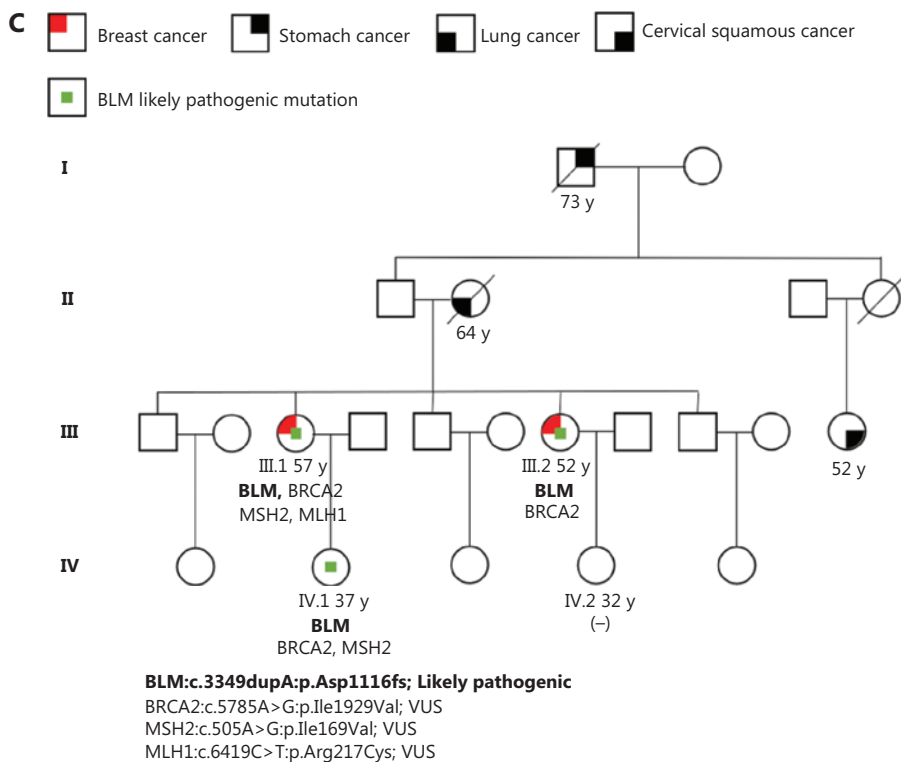 C
Breast cancer
Stomach cancer
Lung cancer
Cervical squamous cancer
BLM likely pathogenic mutation
I
73 y
II
64 y
III
III.1 57 y
BLM, BRCA2
MSH2, MLH1
III.2 52 y
BLM
BRCA2
52 y
IV
IV.1 37 y
BLM
BRCA2, MSH2
IV.2 32 y
(–)
BLM:c.3349dupA:p.Asp1116fs; Likely pathogenic
BRCA2:c.5785A>G:p.Ile1929Val; VUS
MSH2:c.505A>G:p.Ile169Val; VUS
MLH1:c.6419C>T:p.Arg217Cys; VUS